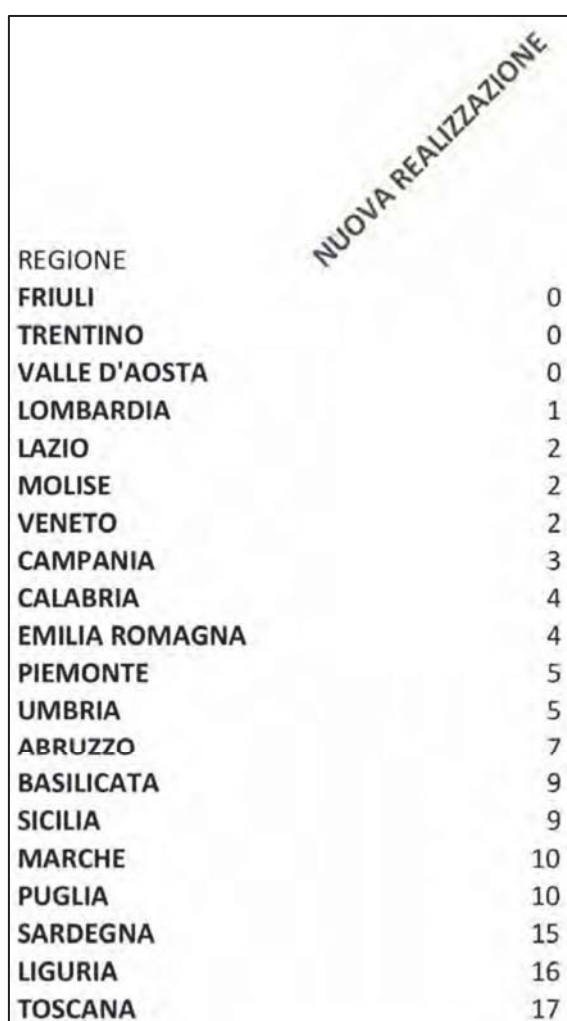 NUOVA REALIZZAZIONE
REGIONE
FRIULI 0
TRENTINO 0
VALLE D'AOSTA 0
LOMBARDIA 1
LAZIO 2
MOLISE 2
VENETO 2
CAMPANIA 3
CALABRIA 4
EMILIA ROMAGNA 4
PIEMONTE 5
UMBRIA 5
ABRUZZO 7
BASILICATA 9
SICILIA 9
MARCHE 10
PUGLIA 10
SARDEGNA 15
LIGURIA 16
TOSCANA 17